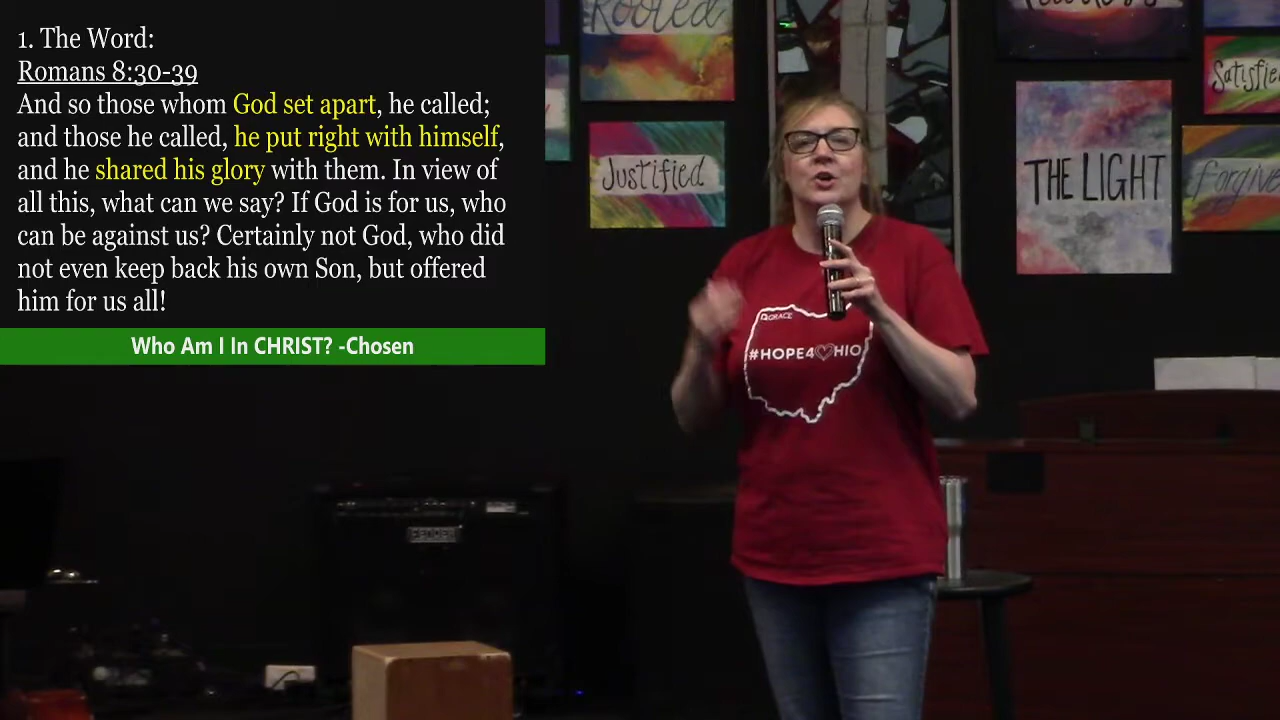 1. The Word:
Romans 8:30-39
And so those whom God set apart, he called;
and those he called, he put right with himself,
and he shared his glory with them. In view of
all this, what can we say? If God is for us, who
can be against us? Certainly not God, who did
not even keep back his own Son, but offered
him for us all!
Who Am I In CHRIST? -Chosen
Rooted
Justified
THE LIGHT
GRACE
#HOPE4 HIO